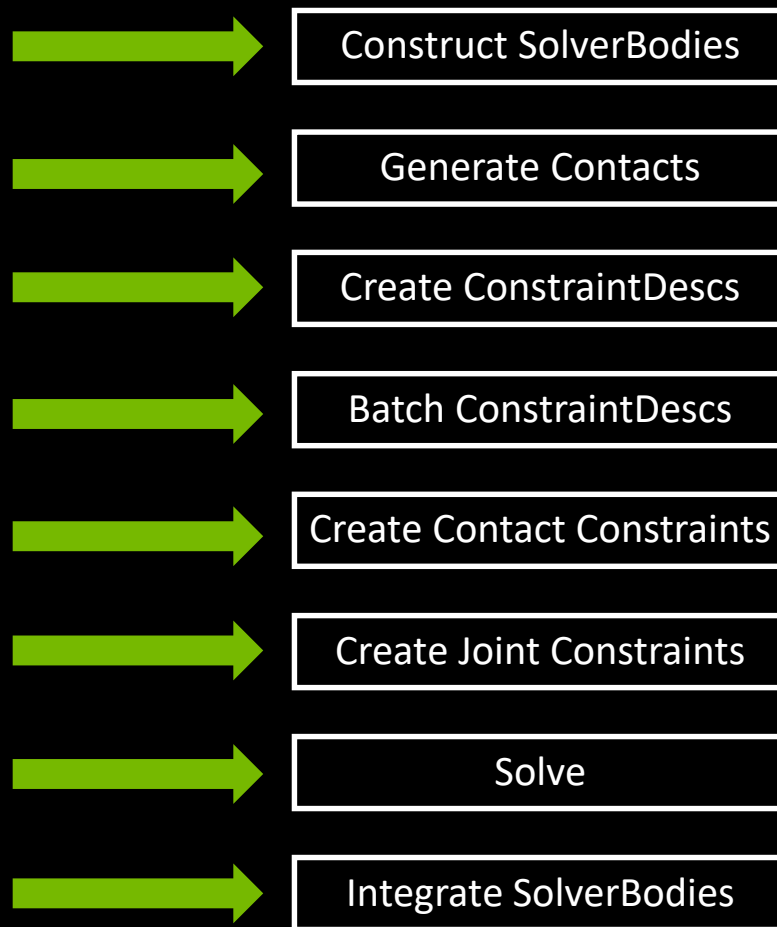 Construct SolverBodies
Generate Contacts
Create ConstraintDescs
Batch ConstraintDescs
Create Contact Constraints
Create Joint Constraints
Solve
Integrate SolverBodies